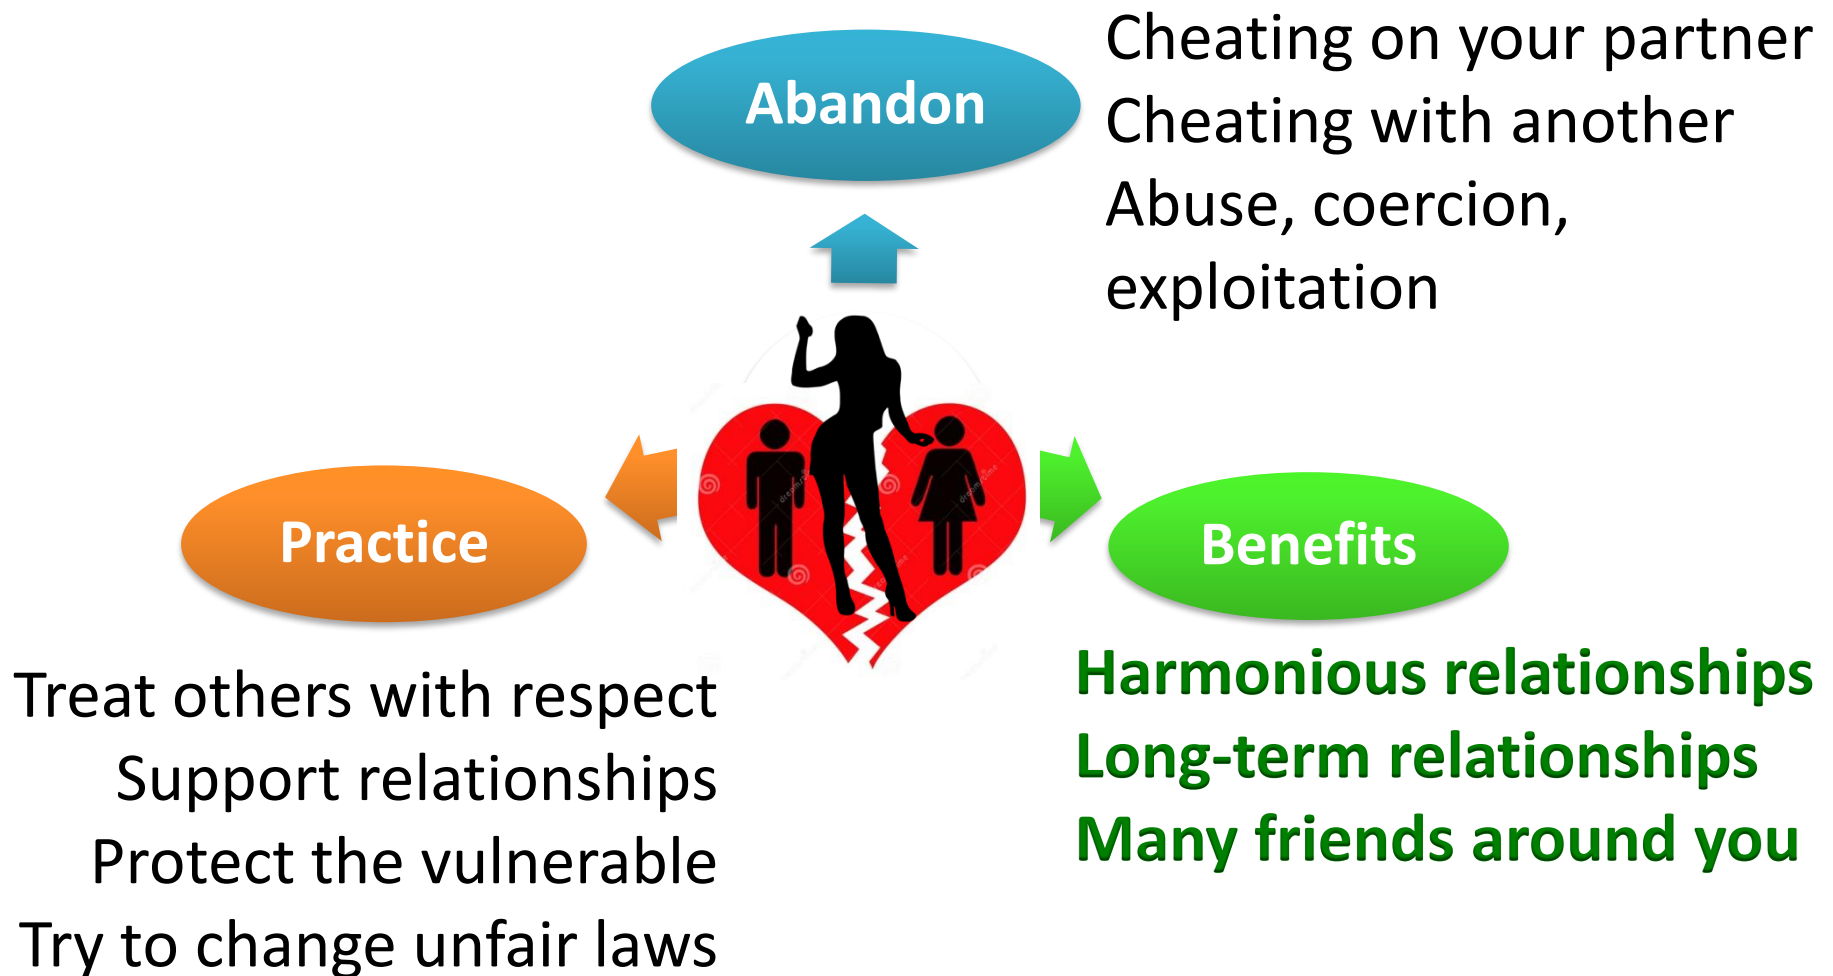 Abandon
Cheating on your partner
Cheating with another
Abuse, coercion,
exploitation
Practice
Treat others with respect
Support relationships
Protect the vulnerable
Try to change unfair laws
Benefits
Harmonious relationships
Long-term relationships
Many friends around you
dreamstime